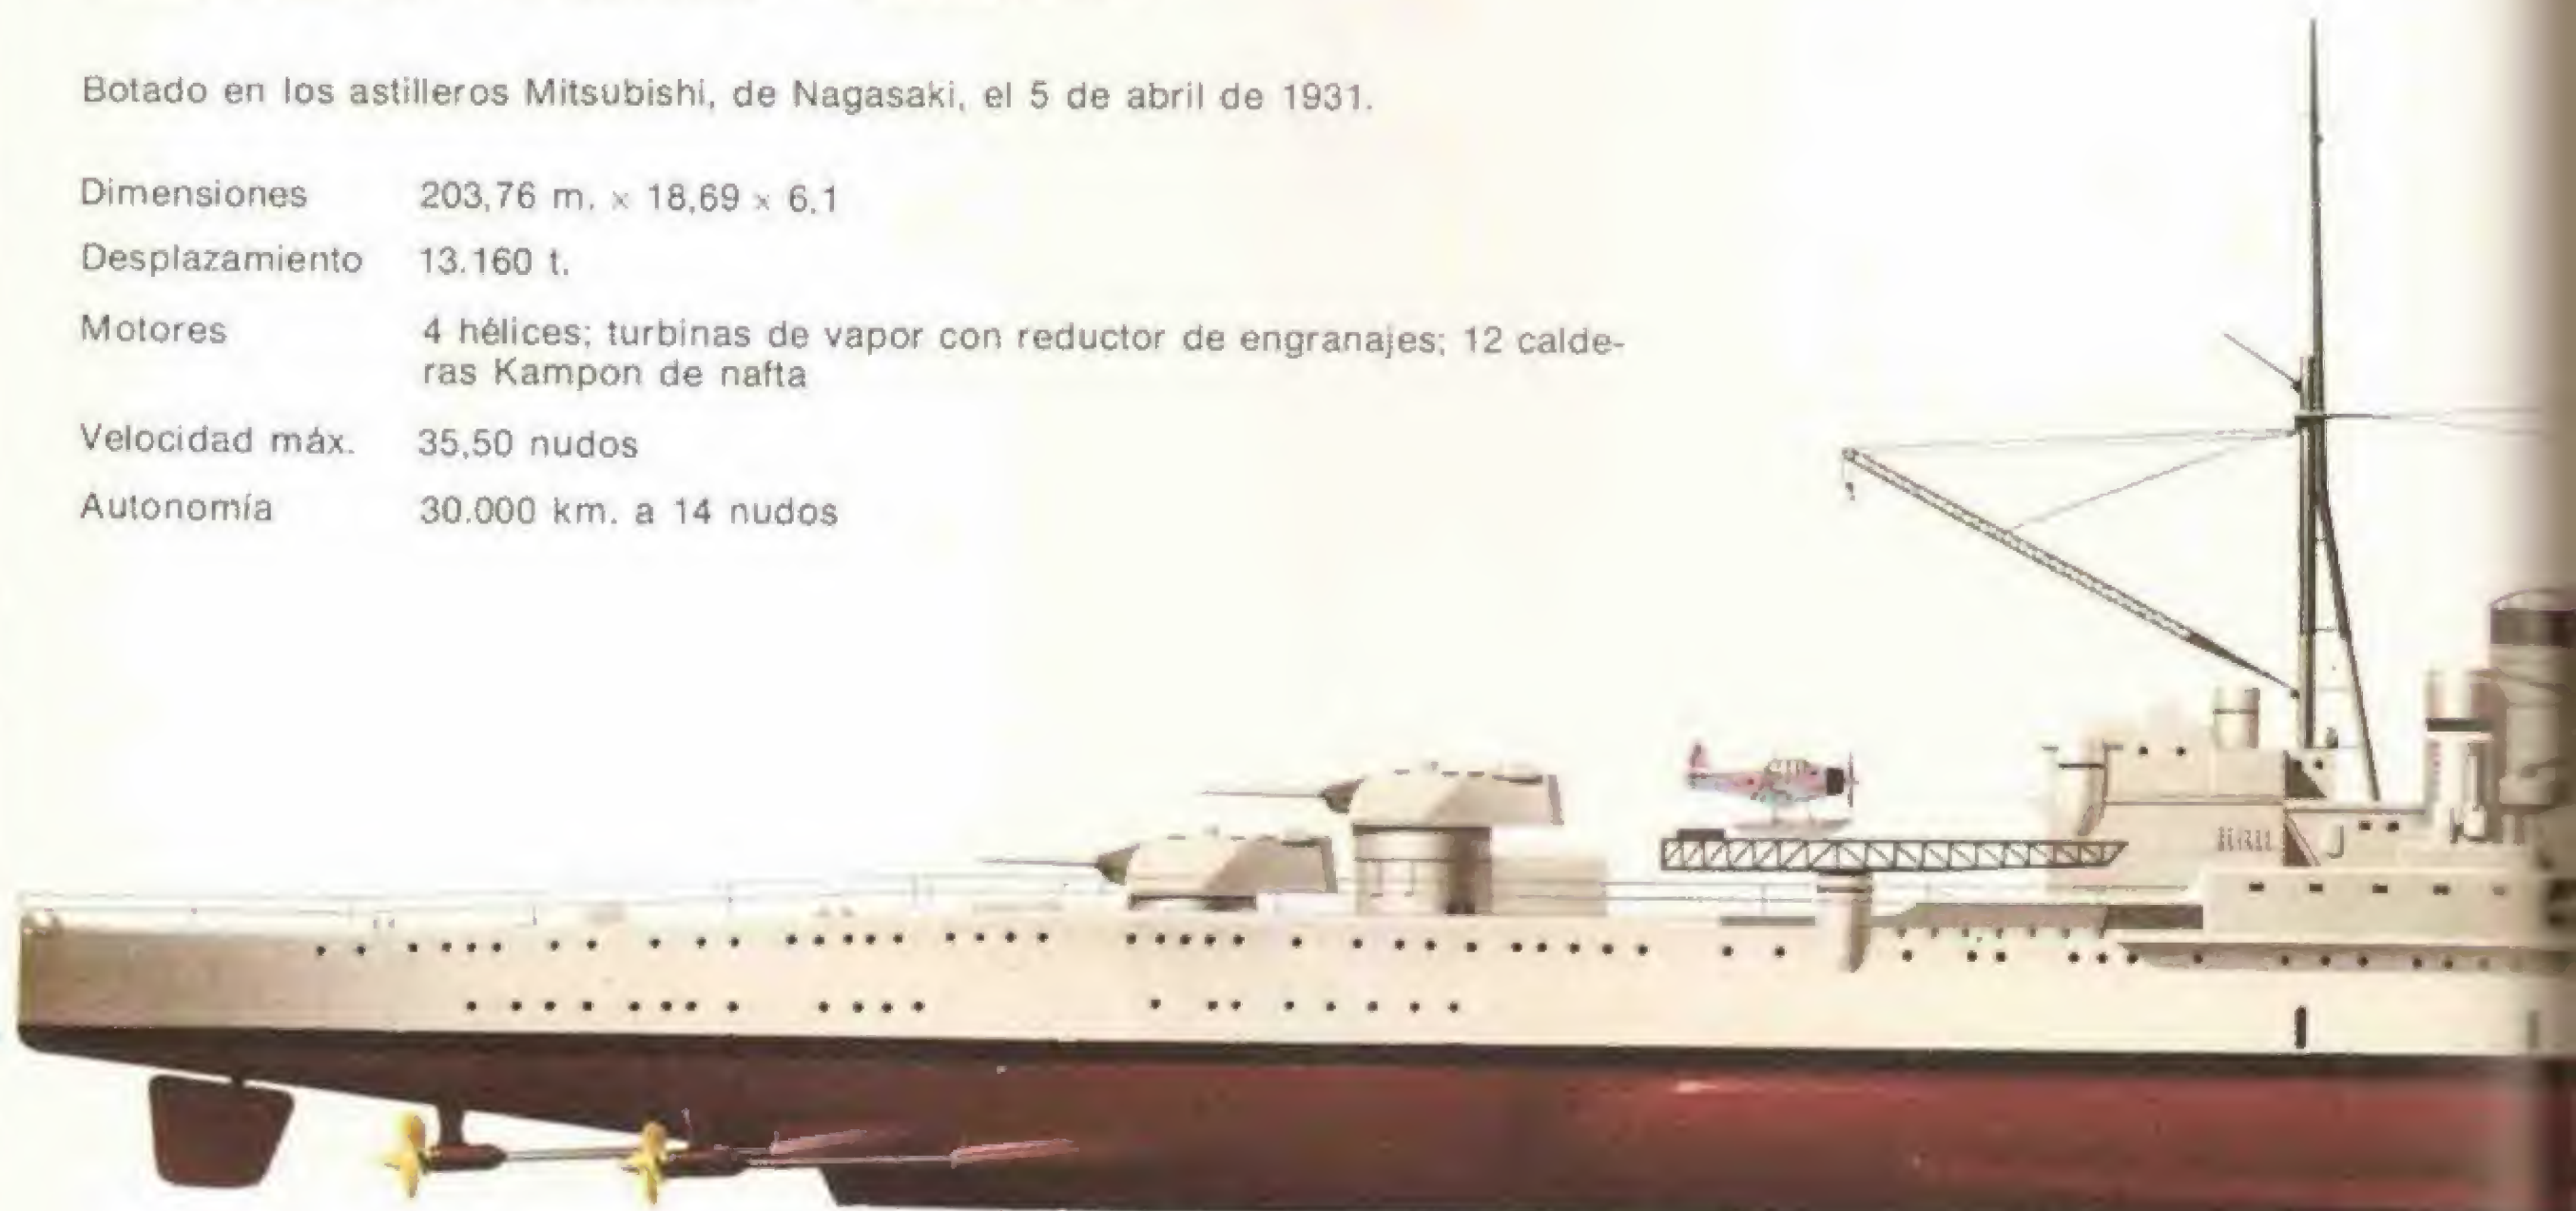 Botado en los astilleros Mitsubishi, de Nagasaki, el 5 de abril de 1931.
Dimensiones 203,76 m. × 18,69 × 6,1
Desplazamiento 13.160 t.
Motores 4 hélices; turbinas de vapor con reductor de engranajes; 12 calde-
ras Kampon de nafta
Velocidad máx. 35,50 nudos
Autonomía 30.000 km. a 14 nudos